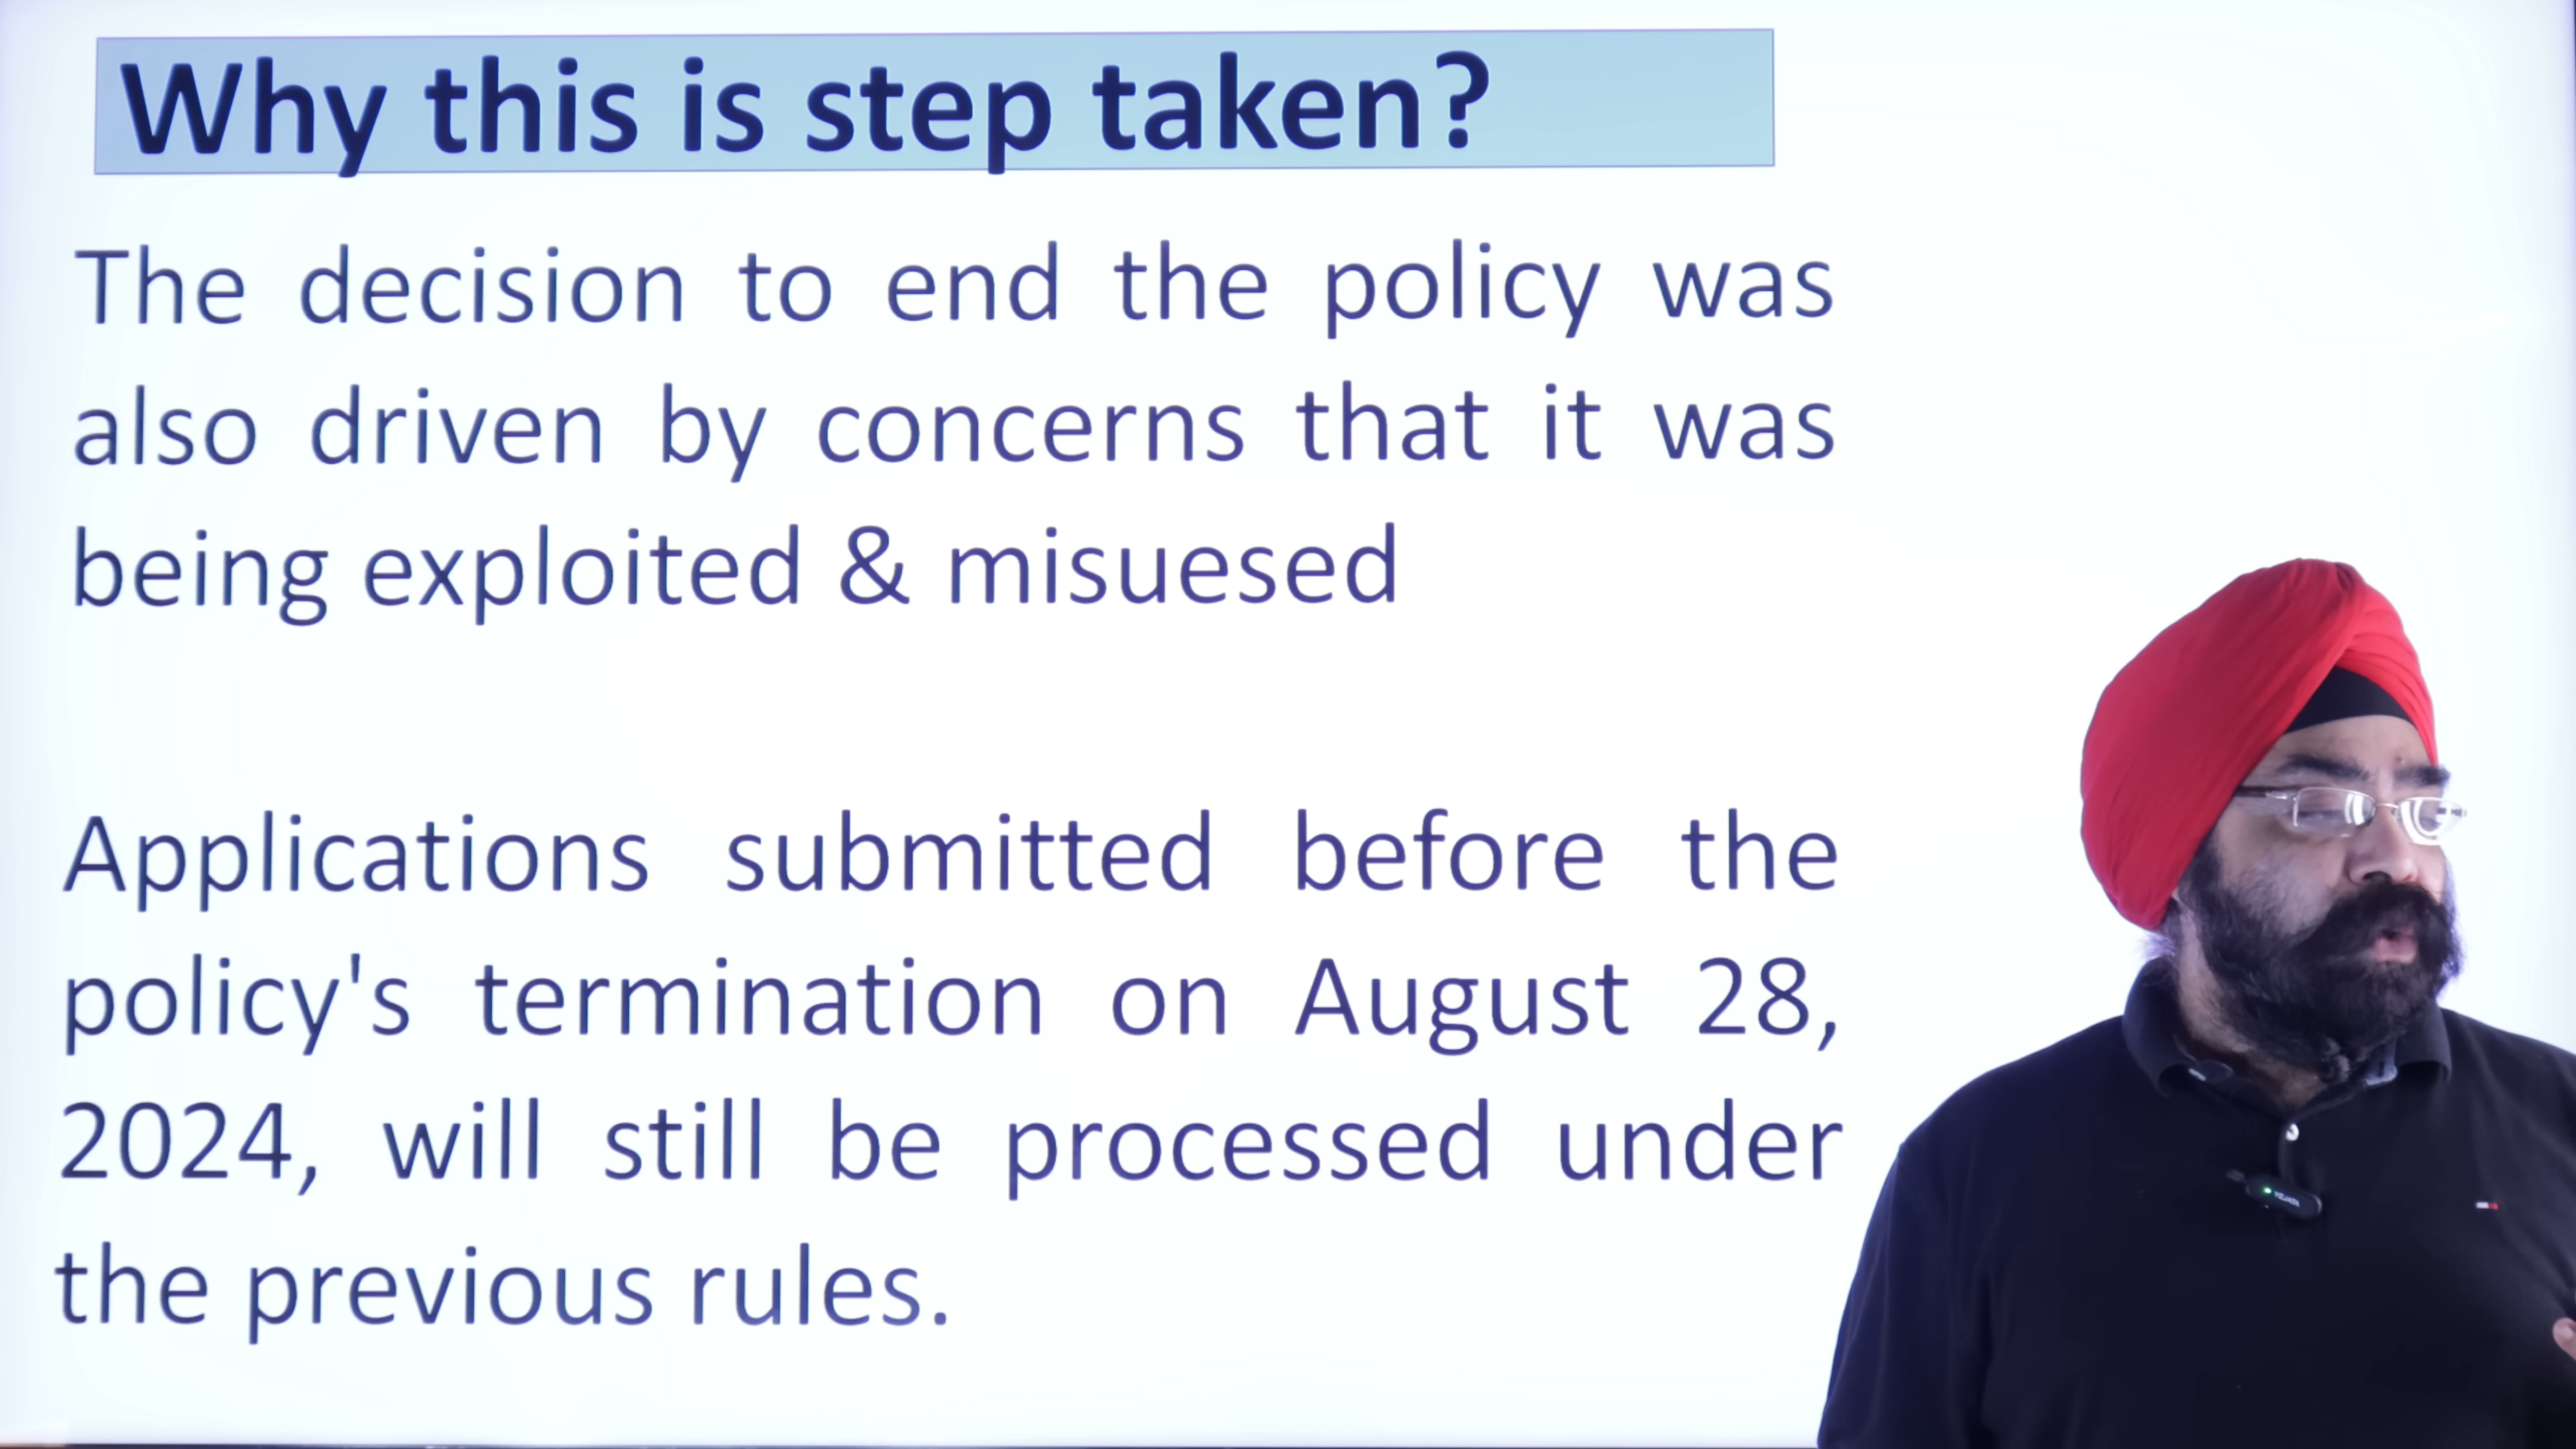 Why this is step taken?
The decision to end the policy was
also driven by concerns that it was
being exploited & misuesed
Applications submitted before the
policy's termination on August 28,
2024, will still be processed under
the previous rules.